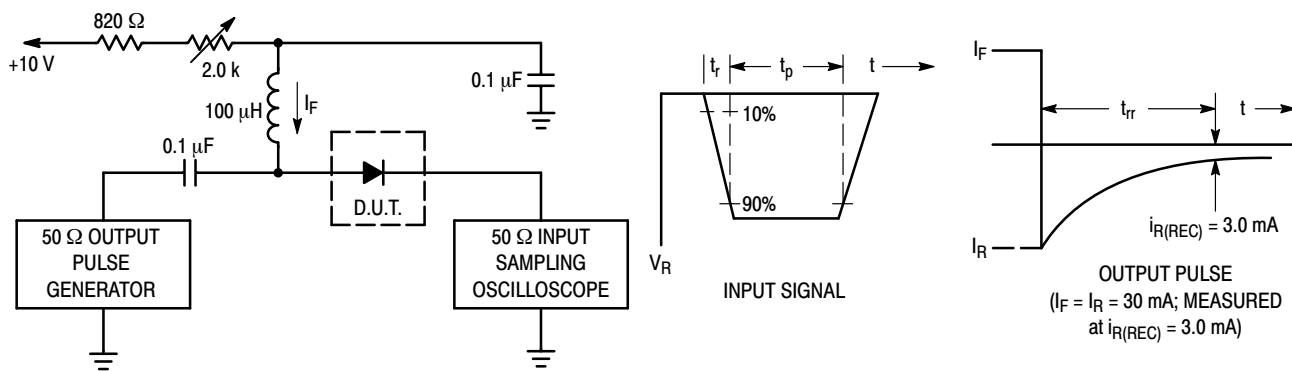 820 Ω
+10 V
2.0 k
0.1 µF
100 µH
I_F
0.1 µF
D.U.T.
50 Ω OUTPUT
PULSE
GENERATOR
50 Ω INPUT
SAMPLING
OSCILLOSCOPE
t_r
t_p
t
10%
90%
V_R
INPUT SIGNAL
I_F
t_rr
t
i_R(REC) = 3.0 mA
I_R
OUTPUT PULSE
(I_F = I_R = 30 mA; MEASURED
at i_R(REC) = 3.0 mA)